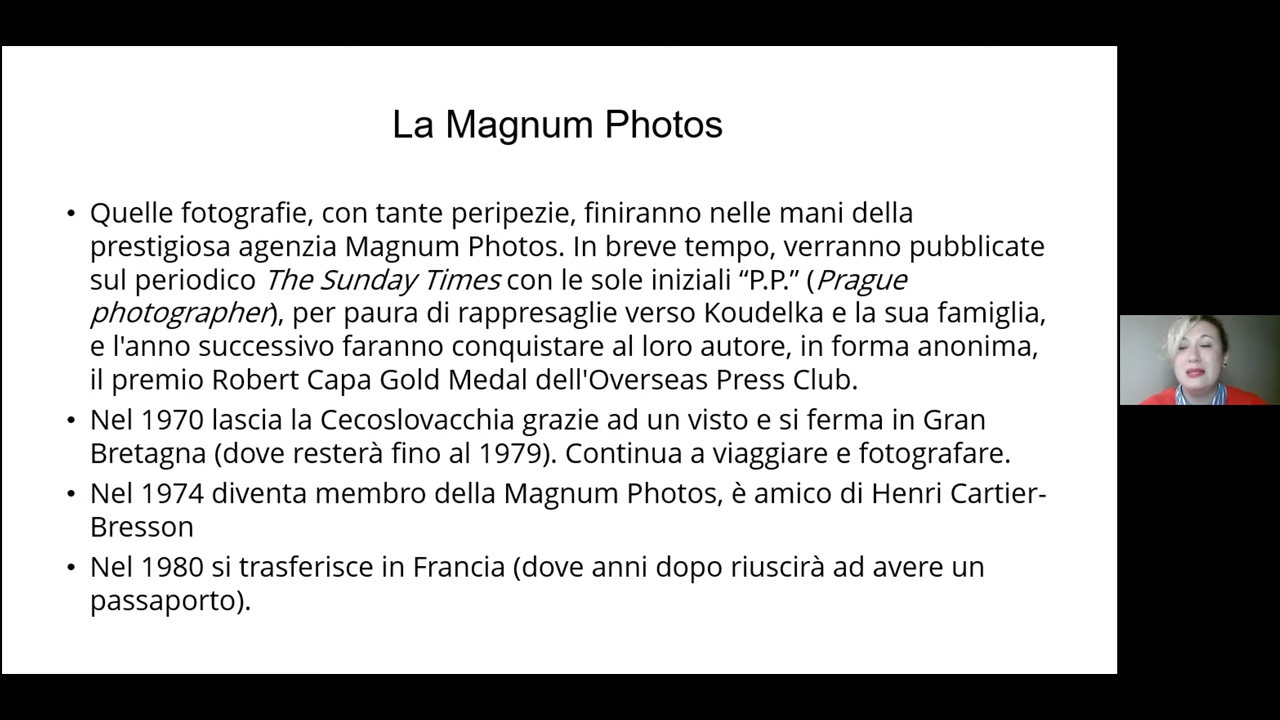 La Magnum Photos
• Quelle fotografie, con tante peripezie, finiranno nelle mani della
prestigiosa agenzia Magnum Photos. In breve tempo, verranno pubblicate
sul periodico The Sunday Times con le sole iniziali “P.P.” (Prague
photographer), per paura di rappresaglie verso Koudelka e la sua famiglia,
e l'anno successivo faranno conquistare al loro autore, in forma anonima,
il premio Robert Capa Gold Medal dell'Overseas Press Club.
• Nel 1970 lascia la Cecoslovacchia grazie ad un visto e si ferma in Gran
Bretagna (dove resterà fino al 1979). Continua a viaggiare e fotografare.
• Nel 1974 diventa membro della Magnum Photos, è amico di Henri Cartier-
Bresson
• Nel 1980 si trasferisce in Francia (dove anni dopo riuscirà ad avere un
passaporto).